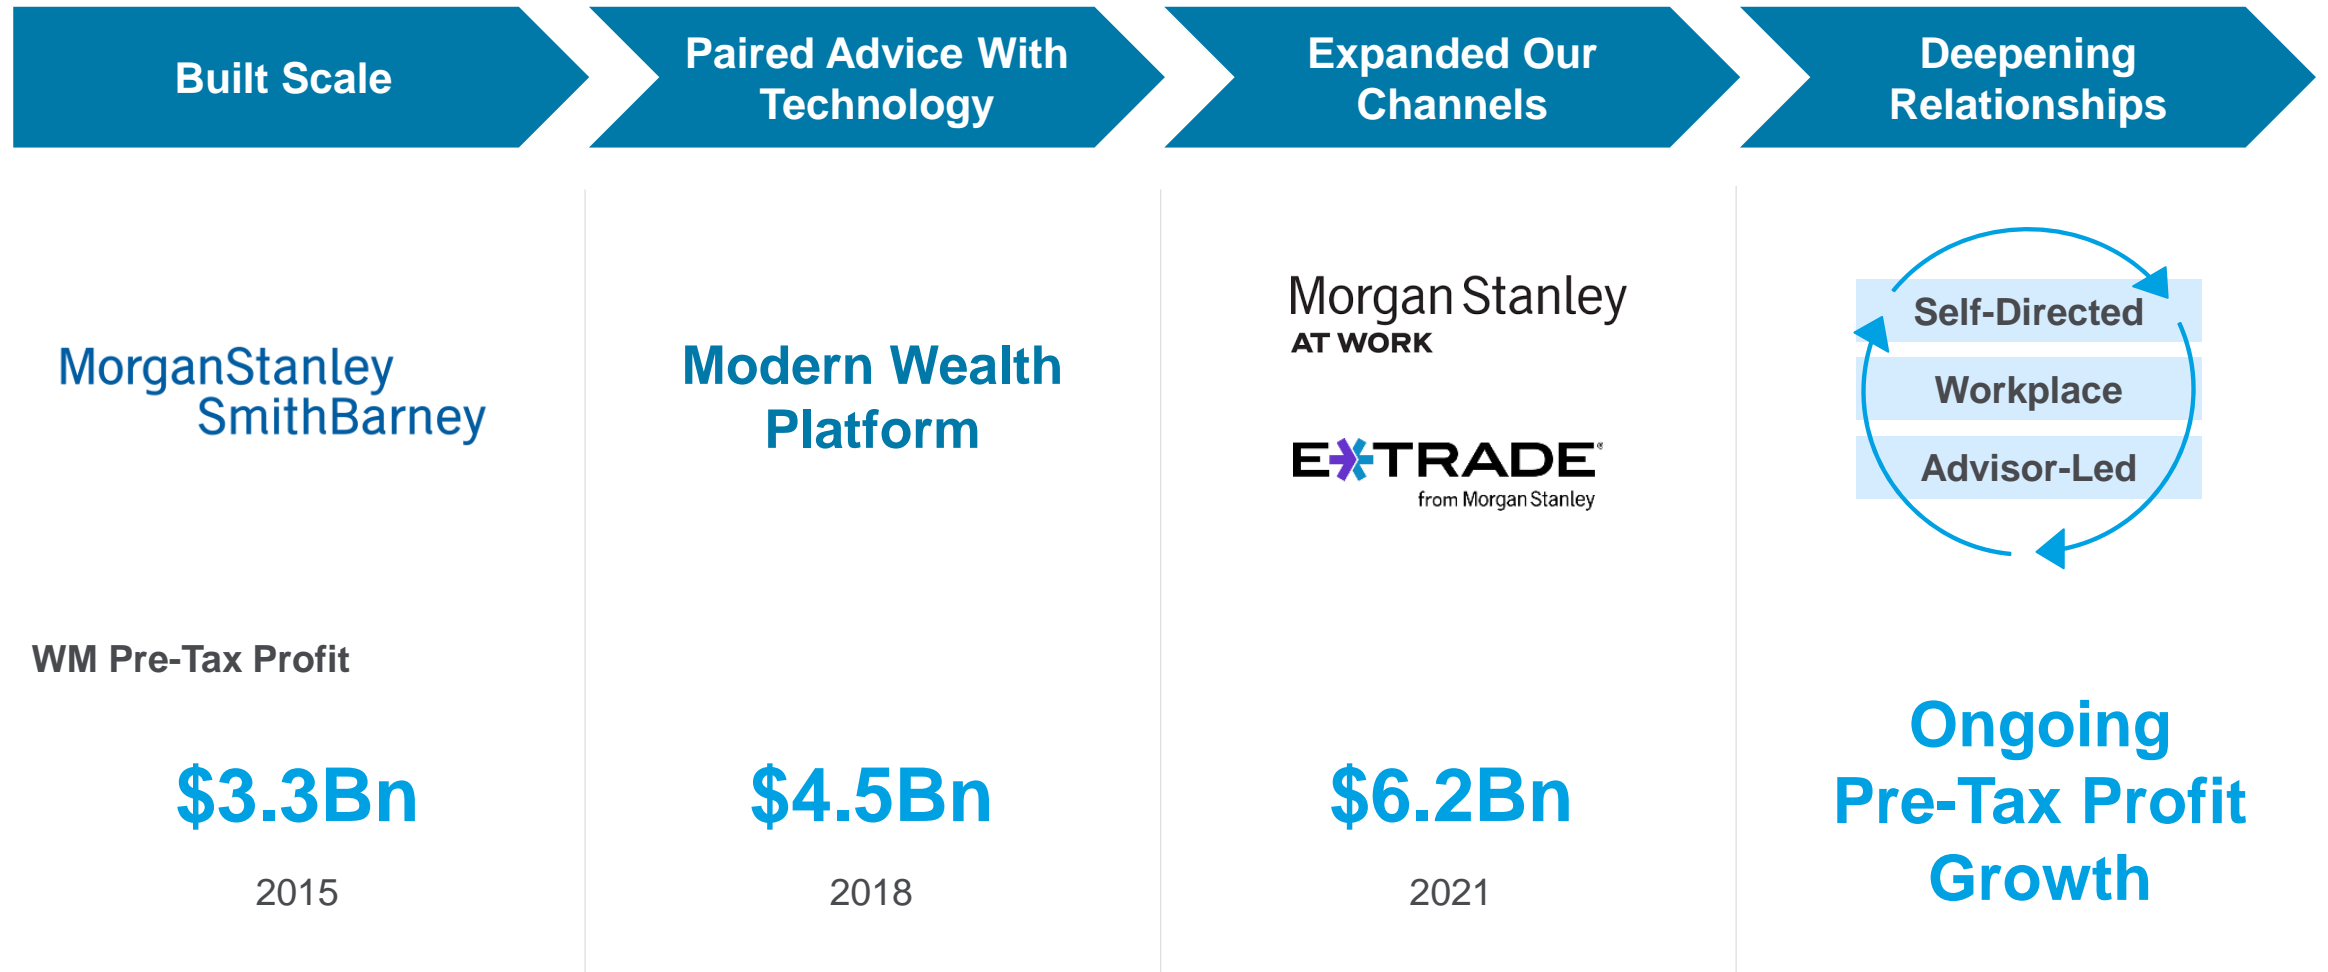 Built Scale
Paired Advice With
Technology
Expanded Our
Channels
Deepening
Relationships
MorganStanley
SmithBarney
Modern Wealth
Platform
Morgan Stanley
AT WORK
E*TRADE®
from Morgan Stanley
Self-Directed
Workplace
Advisor-Led
WM Pre-Tax Profit
$3.3Bn
2015
$4.5Bn
2018
$6.2Bn
2021
Ongoing
Pre-Tax Profit
Growth